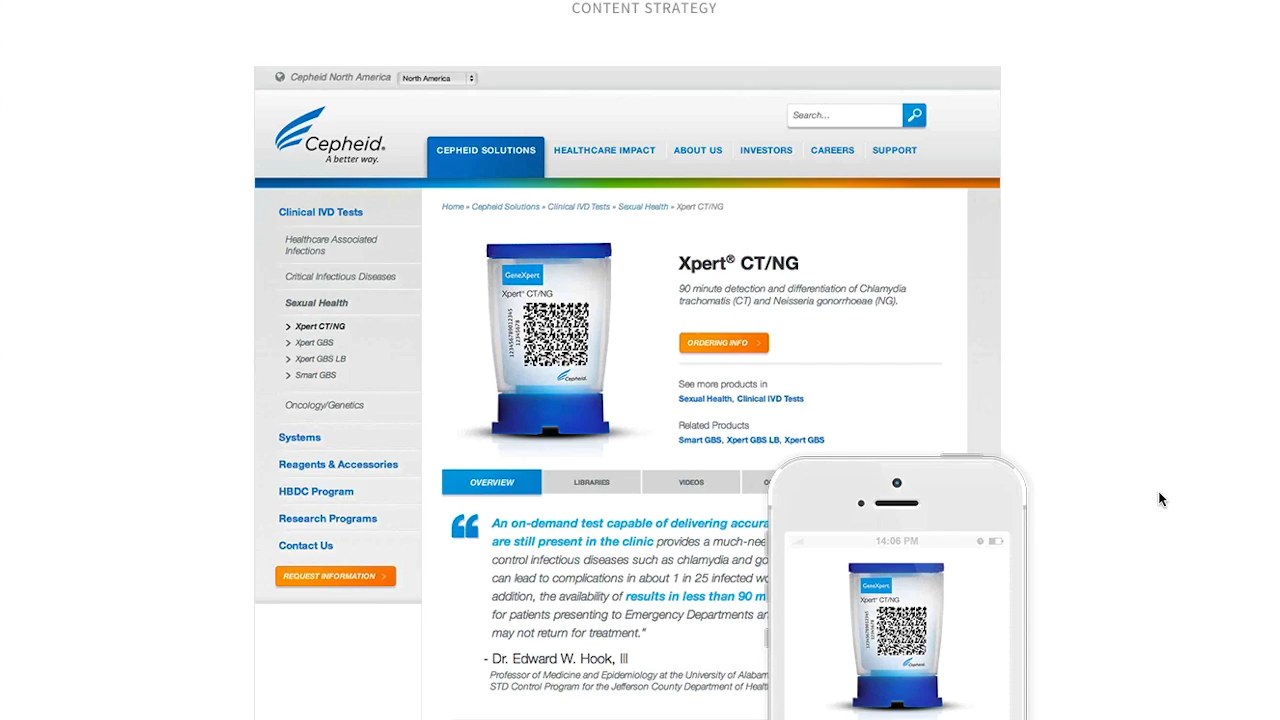 CONTENT STRATEGY
Cepheid North America
North America
Search...
Cepheid®
A better way.
CEPHEID SOLUTIONS
HEALTHCARE IMPACT
ABOUT US
INVESTORS
CAREERS
SUPPORT
Clinical IVD Tests
Healthcare Associated
Infections
Critical Infectious Diseases
Sexual Health
Xpert CT/NG
Xpert GBS
Xpert GBS LB
Smart GBS
Oncology/Genetics
Systems
Reagents & Accessories
HBDC Program
Research Programs
Contact Us
REQUEST INFORMATION
Home » Cepheid Solutions » Clinical IVD Tests » Sexual Health » Xpert CT/NG
GeneXpert
Xpert® CT/NG
Cepheid.
Xpert® CT/NG
90 minute detection and differentiation of Chlamydia
trachomatis (CT) and Neisseria gonorrhoeae (NG).
ORDERING INFO
See more products in
Sexual Health, Clinical IVD Tests
Related Products
Smart GBS, Xpert GBS LB, Xpert GBS
OVERVIEW
LIBRARIES
VIDEOS
An on-demand test capable of delivering accura
are still present in the clinic provides a much-nee
control infectious diseases such as chlamydia and go
can lead to complications in about 1 in 25 infected wo
addition, the availability of results in less than 90 m
for patients presenting to Emergency Departments an
may not return for treatment."
- Dr. Edward W. Hook, III
Professor of Medicine and Epidemiology at the University of Alabam
STD Control Program for the Jefferson County Department of Healt
14:06 PM
GeneXpert
Xpert® CT/NG
Cepheid.